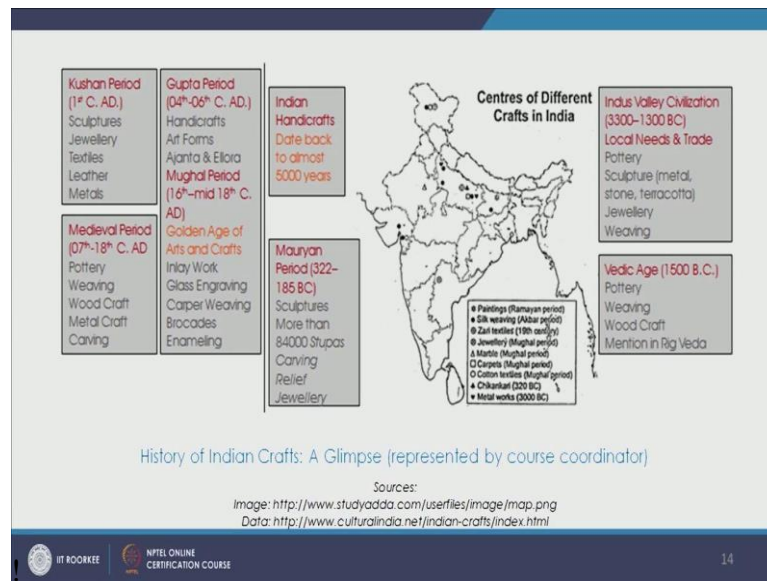 Kushan Period
(1st C. AD.)
Sculptures
Jewellery
Textiles
Leather
Metals
Medieval Period
(07th-18th C. AD
Pottery
Weaving
Wood Craft
Metal Craft
Carving
Gupta Period
(04th-06th C. AD.)
Handicrafts
Art Forms
Ajanta & Ellora
Mughal Period
(16th-mid 18th C.
AD)
Golden Age of
Arts and Crafts
Inlay Work
Glass Engraving
Carper Weaving
Brocades
Enameling
Indian
Handicrafts
Date back
to almost
5000 years
Mauryan
Period (322–
185 BC)
Sculptures
More than
84000 Stupas
Carving
Relief
Jewellery
Centres of Different
Crafts in India
Paintings (Ramayan period)
Silk weaving (Akbar period)
Zari textiles (19th century)
Jewellery (Mughal period)
Marble (Mughal period)
Carpets (Mughal period)
Cotton textiles (Mughal period)
Chikankari (320 BC)
Metal works (3000 BC)
Indus Valley Civilization
(3300–1300 BC)
Local Needs & Trade
Pottery
Sculpture (metal,
stone, terracotta)
Jewellery
Weaving
Vedic Age (1500 B.C.)
Pottery
Weaving
Wood Craft
Mention in Rig Veda
History of Indian Crafts: A Glimpse (represented by course coordinator)
Sources:
Image: http://www.studyadda.com/userfiles/image/map.png
Data: http://www.culturalindia.net/indian-crafts/index.html
!
IIT ROORKEE
NPTEL ONLINE
CERTIFICATION COURSE
14